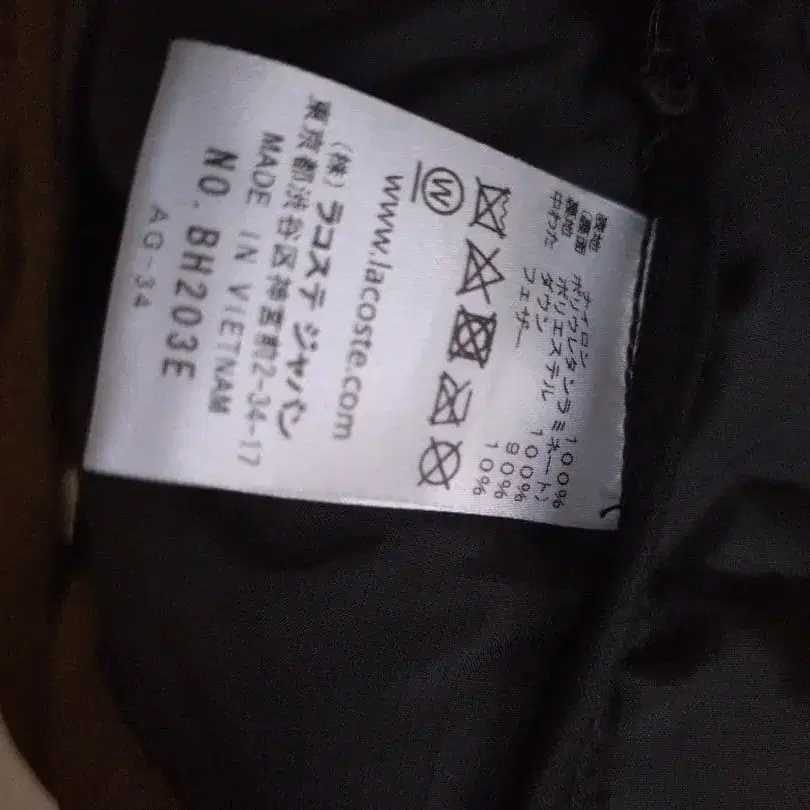 表地 ナイロン 100%
(裏面 ポリウレタンラミネート)
裏地 ポリエステル 100%
中わた ダウン 90%
フェザー 10%
W
www.lacoste.com
(株) ラコステ ジャパン
東京都渋谷区神宮前2-34-17
MADE IN VIETNAM
NO. BH203E
AG-34